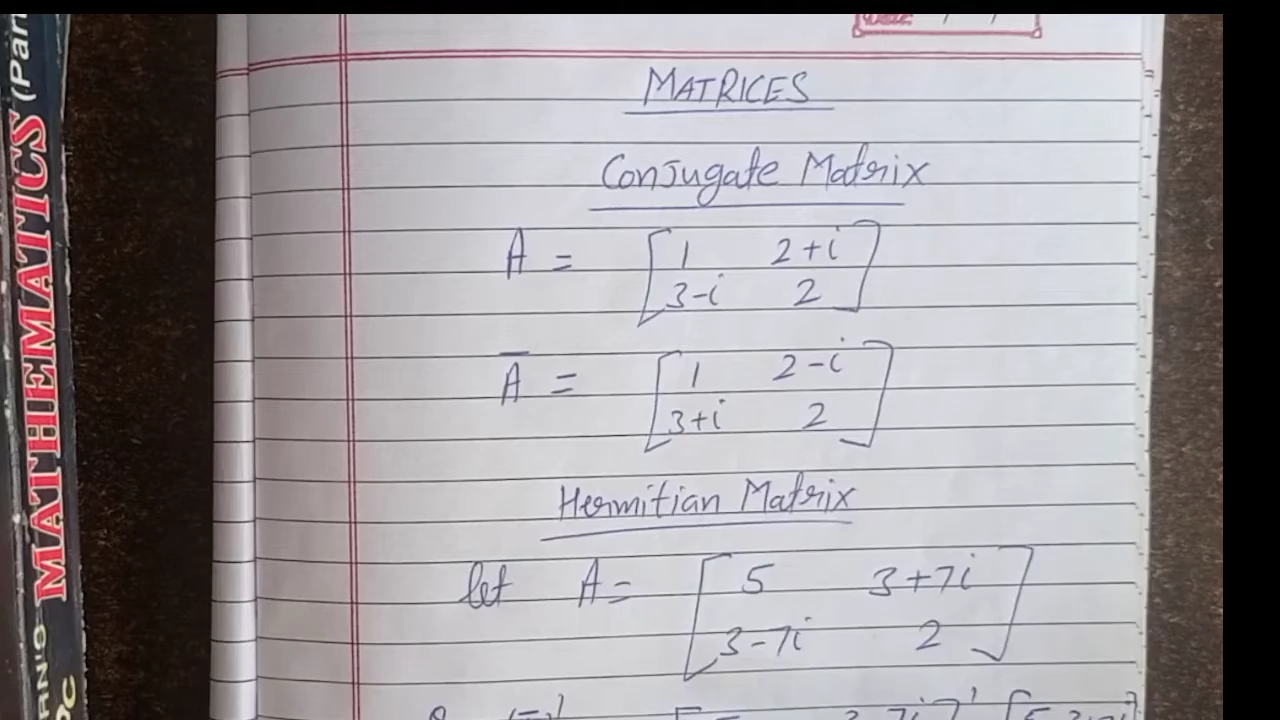 MATRICES
Conjugate Matrix
A = [1 2+i
3-i 2]
A̅ = [1 2-i
3+i 2]
Hermitian Matrix
let A = [5 3+7i
3-7i 2]
MATHEMATICS (Par